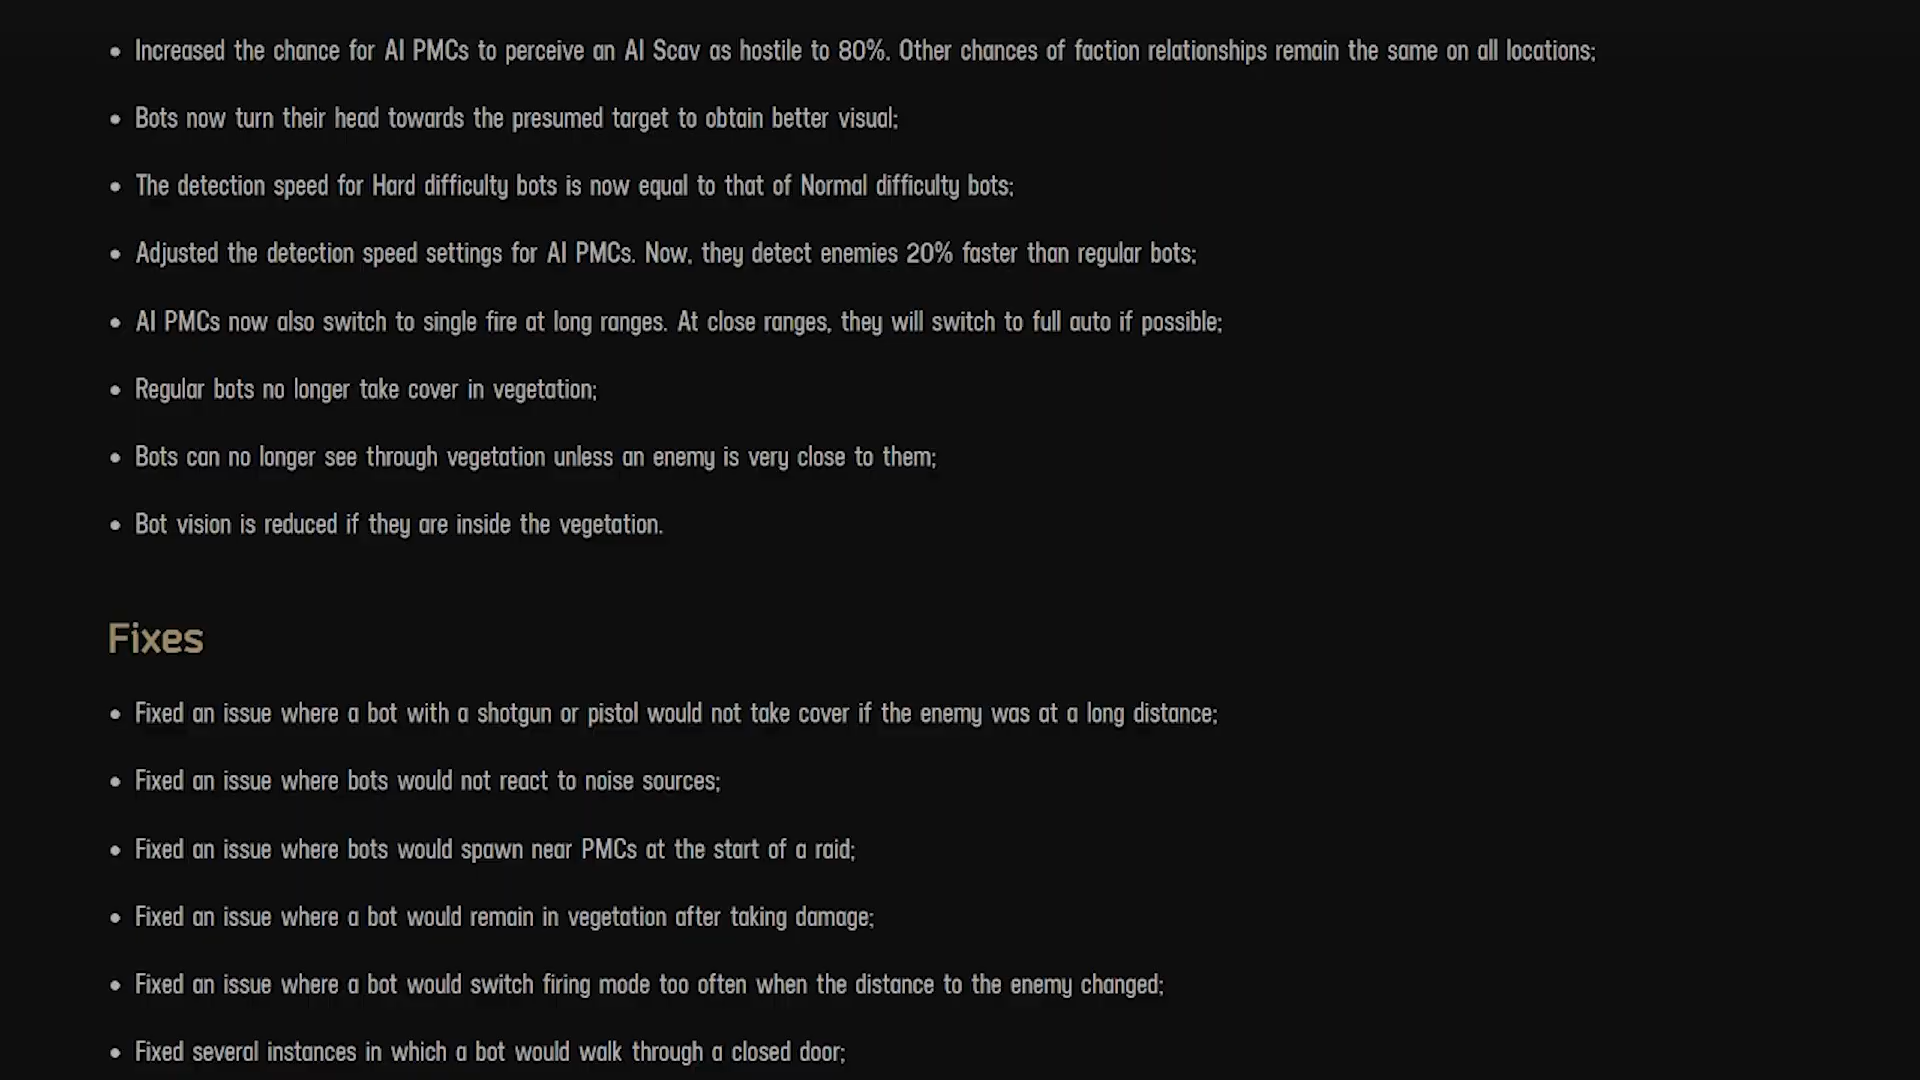 • Increased the chance for AI PMCs to perceive an AI Scav as hostile to 80%. Other chances of faction relationships remain the same on all locations;
• Bots now turn their head towards the presumed target to obtain better visual;
• The detection speed for Hard difficulty bots is now equal to that of Normal difficulty bots;
• Adjusted the detection speed settings for AI PMCs. Now, they detect enemies 20% faster than regular bots;
• AI PMCs now also switch to single fire at long ranges. At close ranges, they will switch to full auto if possible;
• Regular bots no longer take cover in vegetation;
• Bots can no longer see through vegetation unless an enemy is very close to them;
• Bot vision is reduced if they are inside the vegetation.
Fixes
• Fixed an issue where a bot with a shotgun or pistol would not take cover if the enemy was at a long distance;
• Fixed an issue where bots would not react to noise sources;
• Fixed an issue where bots would spawn near PMCs at the start of a raid;
• Fixed an issue where a bot would remain in vegetation after taking damage;
• Fixed an issue where a bot would switch firing mode too often when the distance to the enemy changed;
• Fixed several instances in which a bot would walk through a closed door;